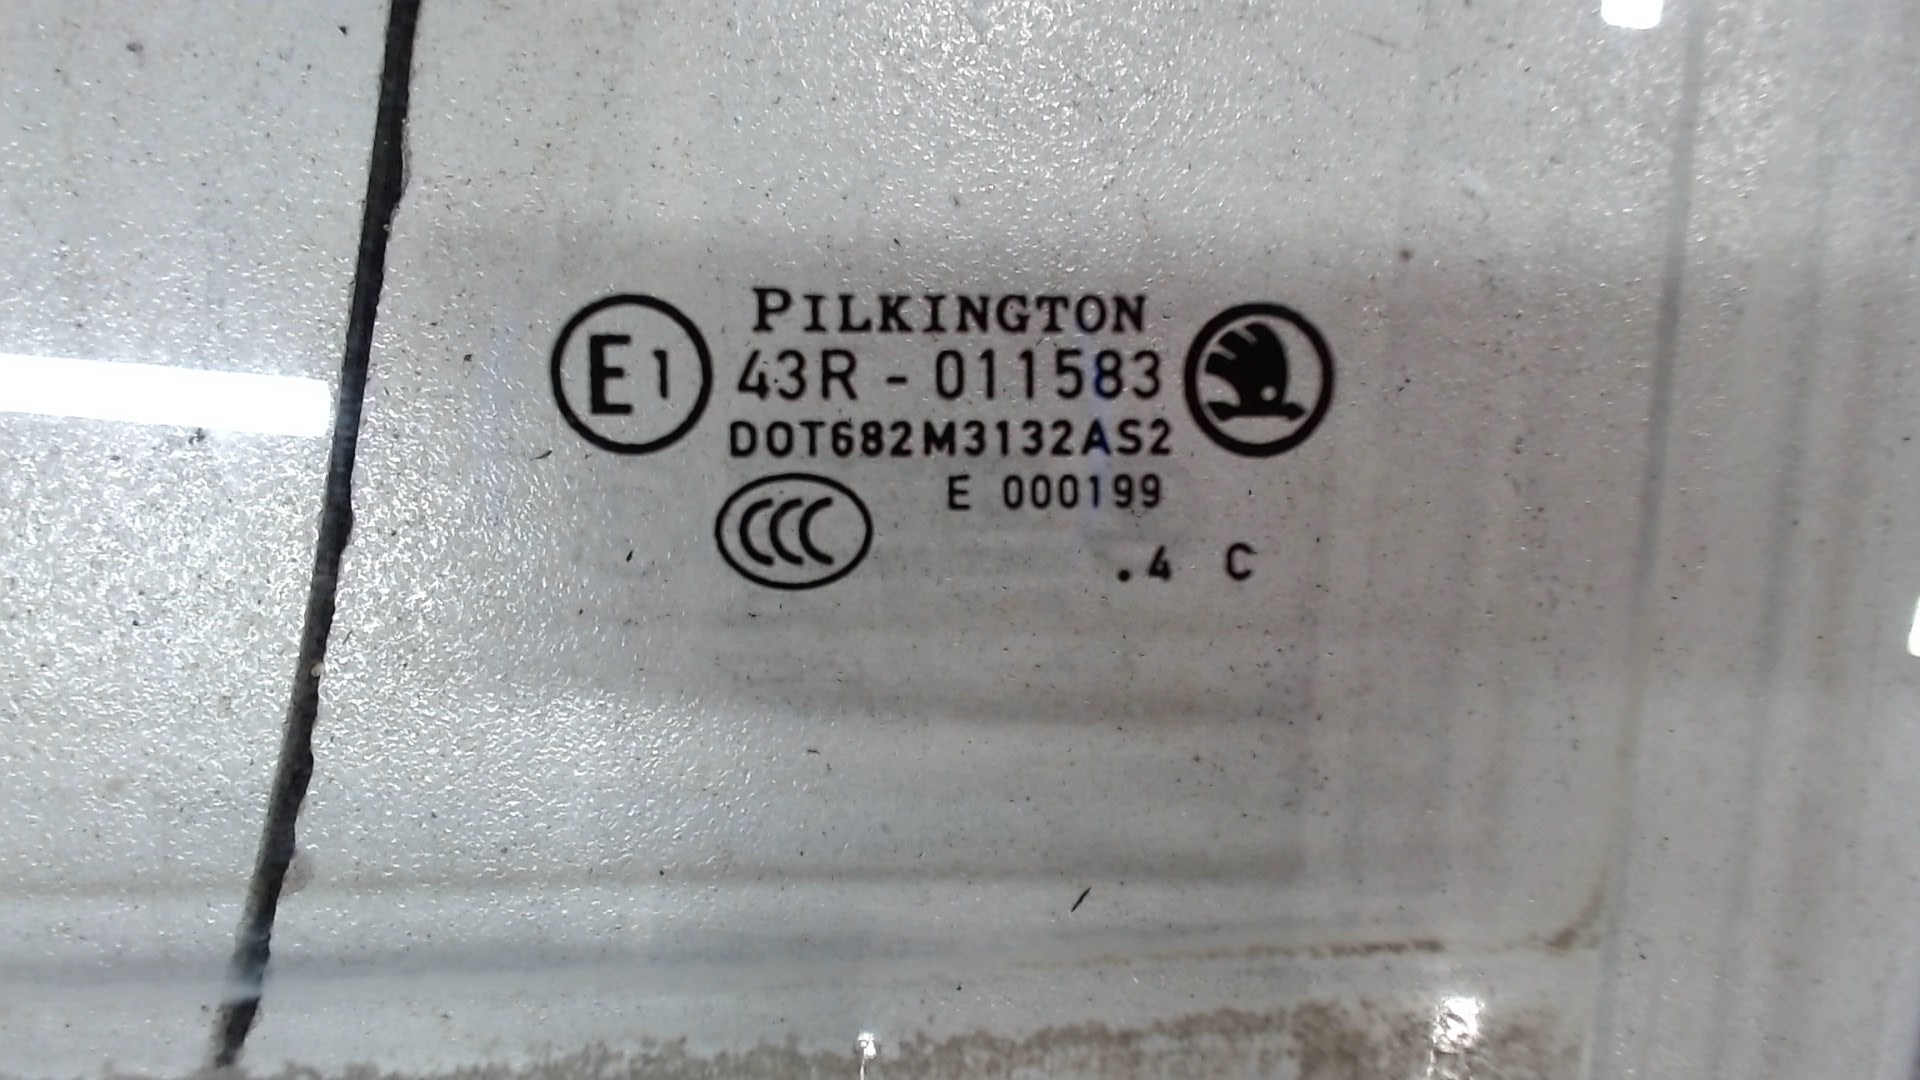 PILKINGTON
E1 43R - 011583
DOT682M3132AS2
CCC E 000199
.4 C